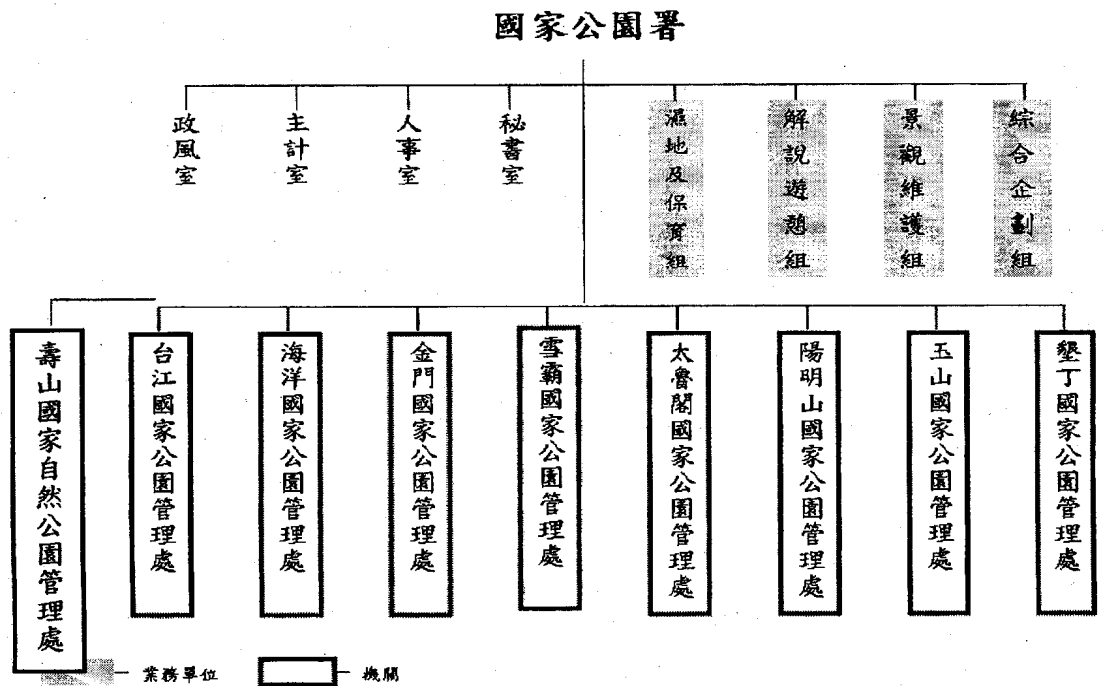 國家公園署
綜合企劃組
景觀維護組
解說遊憩組
濕地及保育組
秘書室
人事室
主計室
政風室
墾丁國家公園管理處
玉山國家公園管理處
陽明山國家公園管理處
太魯閣國家公園管理處
雪霸國家公園管理處
金門國家公園管理處
海洋國家公園管理處
台江國家公園管理處
壽山國家自然公園管理處
業務單位
機關